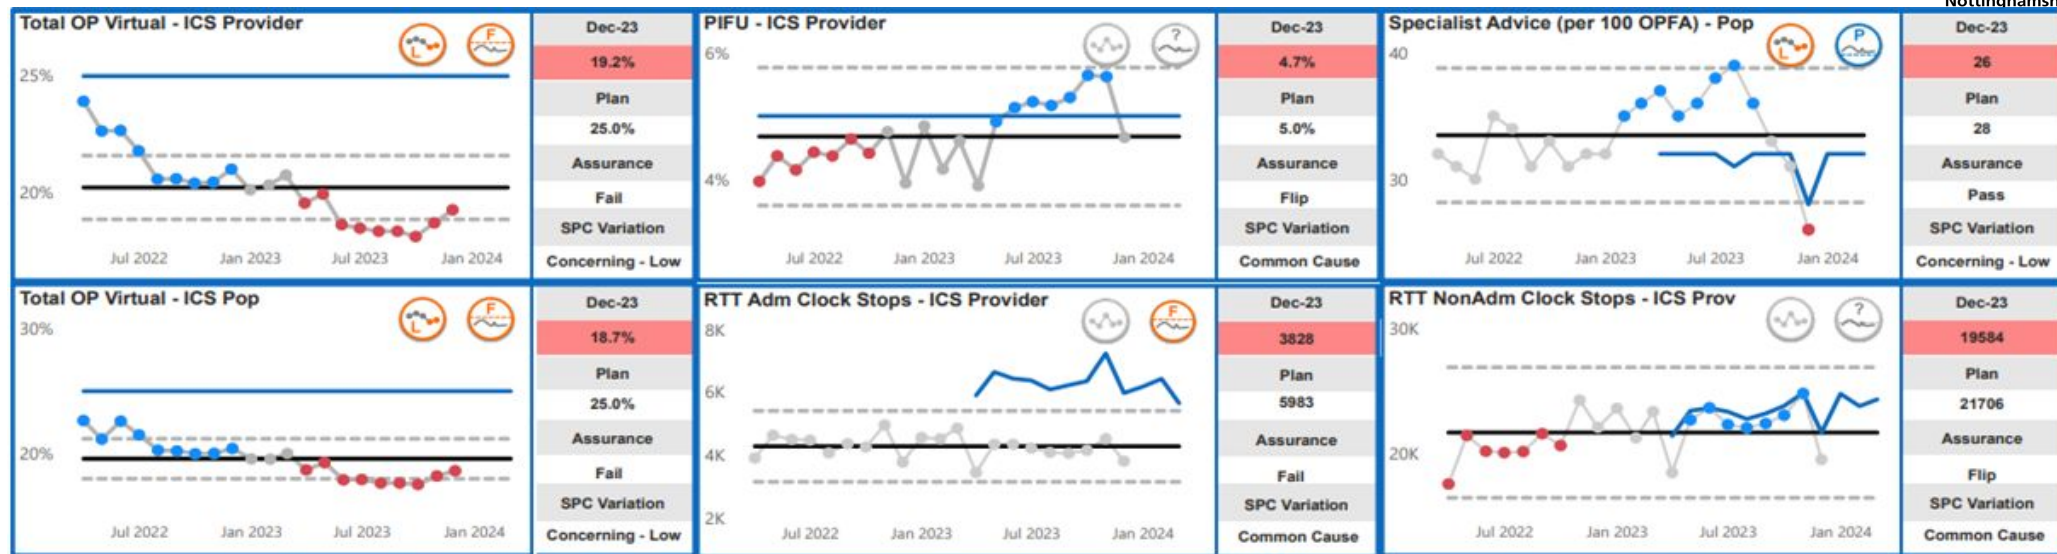 Nottinghamsh
Total OP Virtual - ICS Provider
L
F
25%
20%
Jul 2022
Jan 2023
Jul 2023
Jan 2024
Dec-23
19.2%
Plan
25.0%
Assurance
Fail
SPC Variation
Concerning - Low
PIFU - ICS Provider
?
6%
4%
Jul 2022
Jan 2023
Jul 2023
Jan 2024
Dec-23
4.7%
Plan
5.0%
Assurance
Flip
SPC Variation
Common Cause
Specialist Advice (per 100 OPFA) - Pop
L
P
40
30
Jul 2022
Jan 2023
Jul 2023
Jan 2024
Dec-23
26
Plan
28
Assurance
Pass
SPC Variation
Concerning - Low
Total OP Virtual - ICS Pop
L
F
30%
20%
Jul 2022
Jan 2023
Jul 2023
Jan 2024
Dec-23
18.7%
Plan
25.0%
Assurance
Fail
SPC Variation
Concerning - Low
RTT Adm Clock Stops - ICS Provider
F
8K
6K
4K
2K
Jul 2022
Jan 2023
Jul 2023
Jan 2024
Dec-23
3828
Plan
5983
Assurance
Fail
SPC Variation
Common Cause
RTT NonAdm Clock Stops - ICS Prov
?
30K
20K
Jul 2022
Jan 2023
Jul 2023
Jan 2024
Dec-23
19584
Plan
21706
Assurance
Flip
SPC Variation
Common Cause